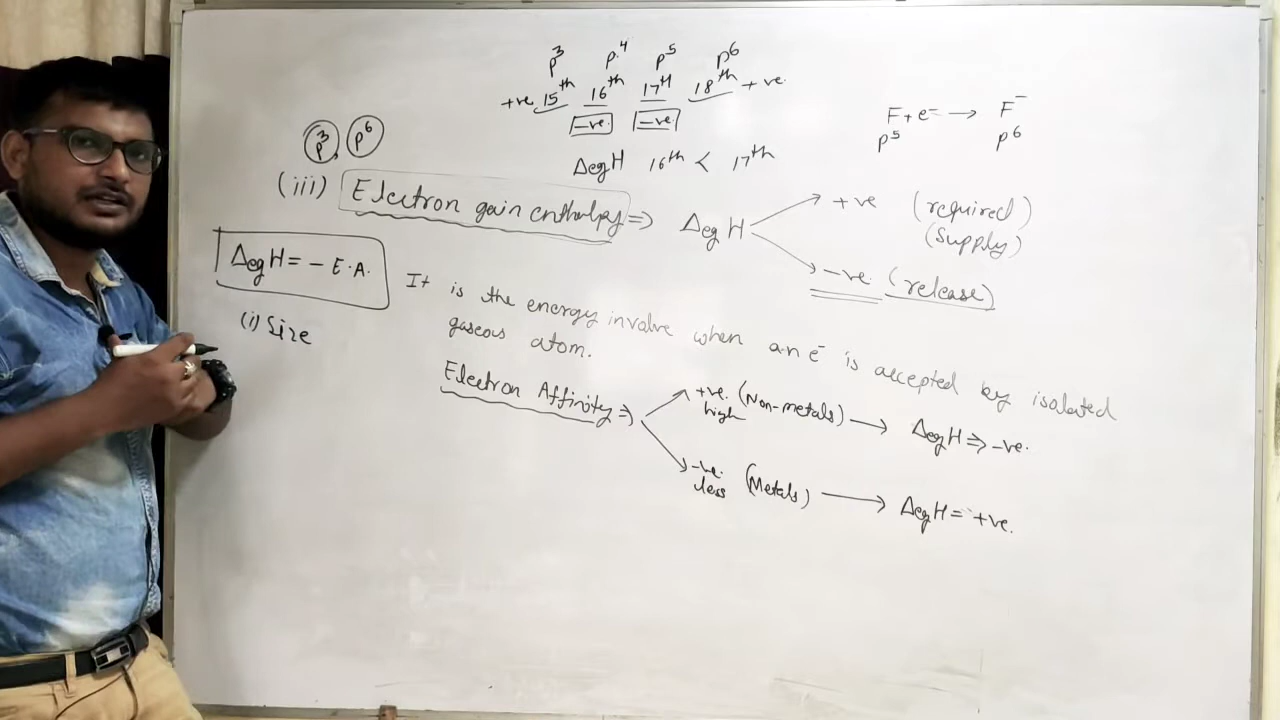 p³ p⁴ p⁵ p⁶
+ve 15th 16th 17th 18th +ve.
-ve. -ve.
ΔegH 16th < 17th
F + e⁻ → F⁻
p⁵ p⁶
p³, p⁶
(iii) Electron gain enthalpy ⇒ ΔegH
+ve (required)
(Supply)
-ve. (release)
ΔegH = - E.A.
(i) Size
It is the energy involve when an e⁻ is accepted by isolated
gaseous atom.
Electron Affinity ⇒
+ve. (Non-metals) → ΔegH ⇒ -ve.
high
-ve. (Metals) → ΔegH = +ve.
less